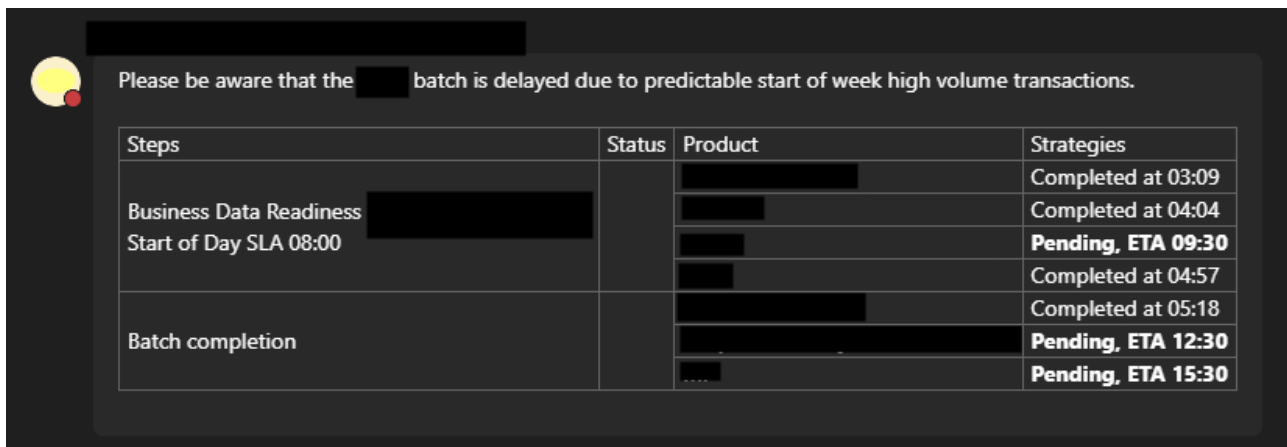 Please be aware that the batch is delayed due to predictable start of week high volume transactions.
Steps Status Product Strategies
Completed at 03:09
Business Data Readiness
Completed at 04:04
Start of Day SLA 08:00
Pending, ETA 09:30
Completed at 04:57
Completed at 05:18
Batch completion
Pending, ETA 12:30
Pending, ETA 15:30